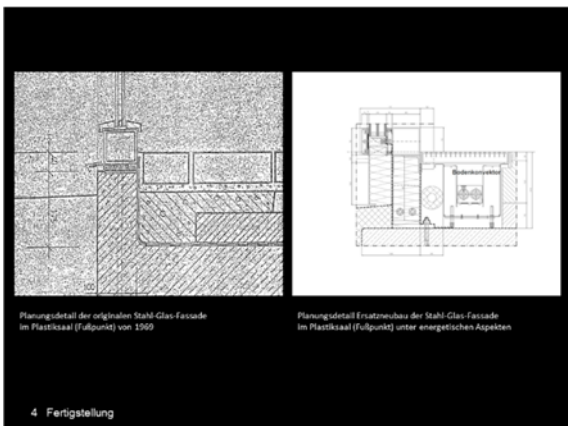 100
Bodenkonvektor
Planungsdetail der originalen Stahl-Glas-Fassade
im Plastiksaal (Fußpunkt) von 1969
Planungsdetail Ersatzneubau der Stahl-Glas-Fassade
im Plastiksaal (Fußpunkt) unter energetischen Aspekten
4 Fertigstellung